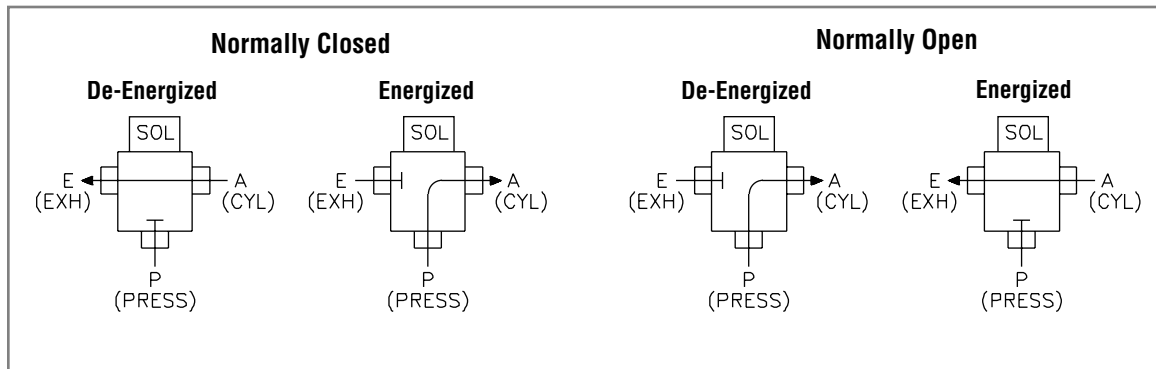 Normally Closed
Normally Open
De-Energized
Energized
De-Energized
Energized
SOL
SOL
SOL
SOL
E
A
E
A
E
A
E
A
(EXH)
(CYL)
(EXH)
(CYL)
(EXH)
(CYL)
(EXH)
(CYL)
P
P
P
P
(PRESS)
(PRESS)
(PRESS)
(PRESS)